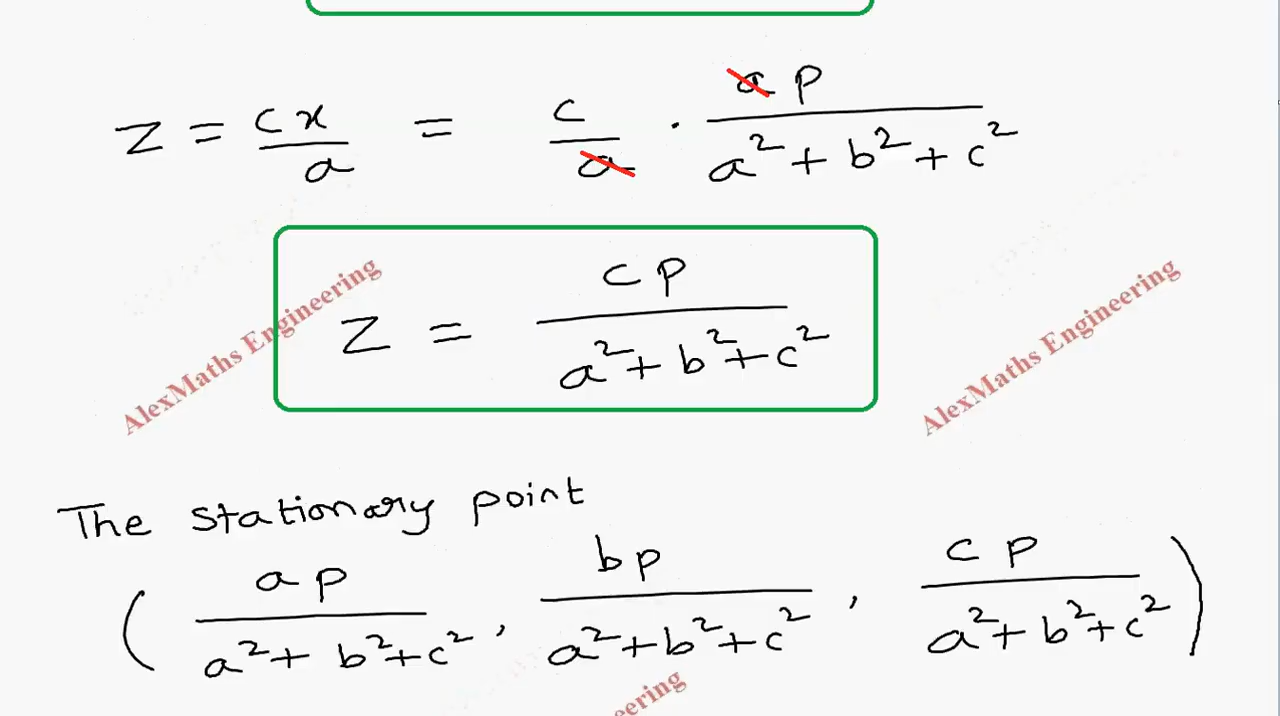 z = cx/a = c/a · ap/(a² + b² + c²)
z = cp/(a² + b² + c²)
AlexMaths Engineering
AlexMaths Engineering
The stationary point
( ap/(a² + b² + c²) , bp/(a² + b² + c²) , cp/(a² + b² + c²) )
eering